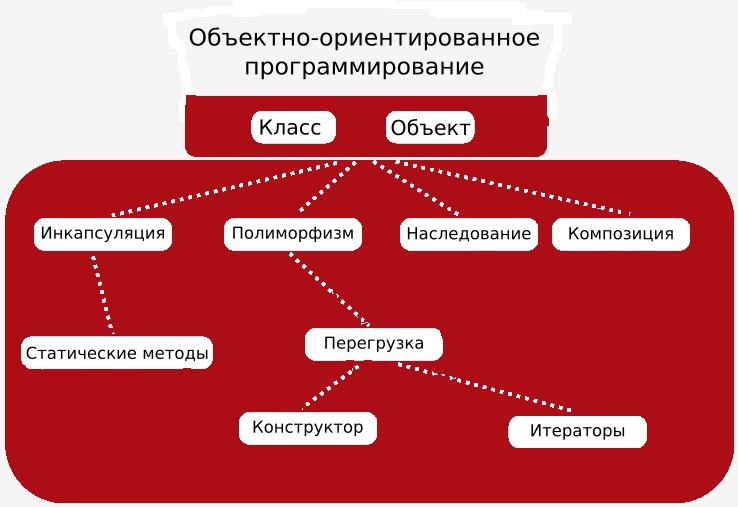 Объектно-ориентированное
программирование
Класс
Объект
Инкапсуляция
Полиморфизм
Наследование
Композиция
Статические методы
Перегрузка
Конструктор
Итераторы